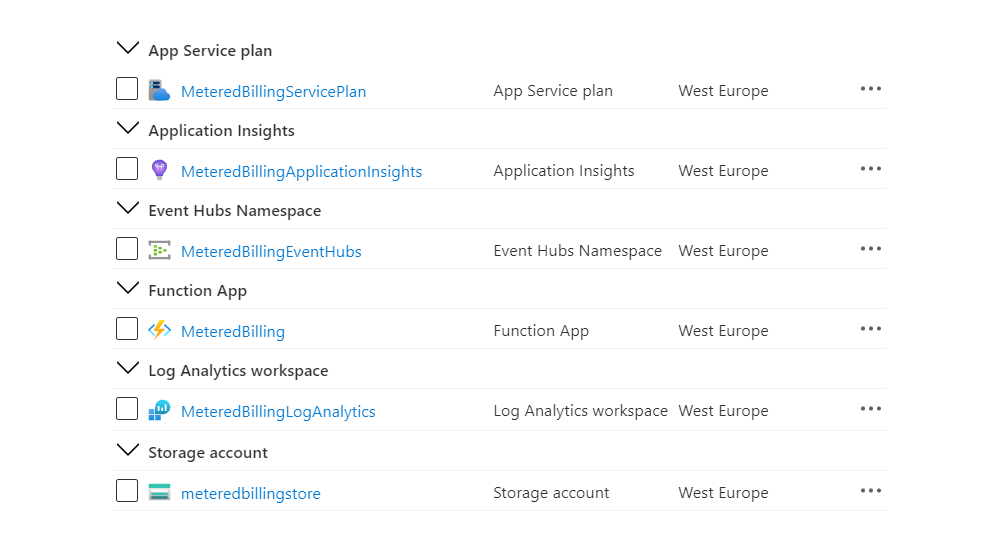 App Service plan
MeteredBillingServicePlan App Service plan West Europe
Application Insights
MeteredBillingApplicationInsights Application Insights West Europe
Event Hubs Namespace
MeteredBillingEventHubs Event Hubs Namespace West Europe
Function App
MeteredBilling Function App West Europe
Log Analytics workspace
MeteredBillingLogAnalytics Log Analytics workspace West Europe
Storage account
meteredbillingstore Storage account West Europe